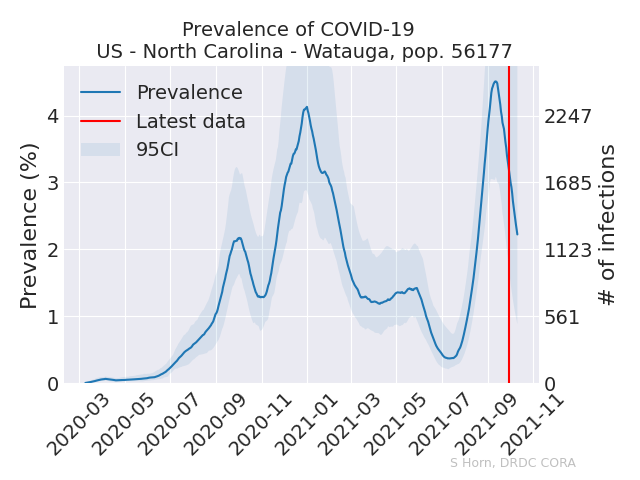 Prevalence of COVID-19
US - North Carolina - Watauga, pop. 56177
Prevalence
Latest data
95CI
Prevalence (%)
4
3
2
1
0
2247
1685
1123
561
0
# of infections
2020-03
2020-05
2020-07
2020-09
2020-11
2021-01
2021-03
2021-05
2021-07
2021-09
2021-11
S Horn, DRDC CORA